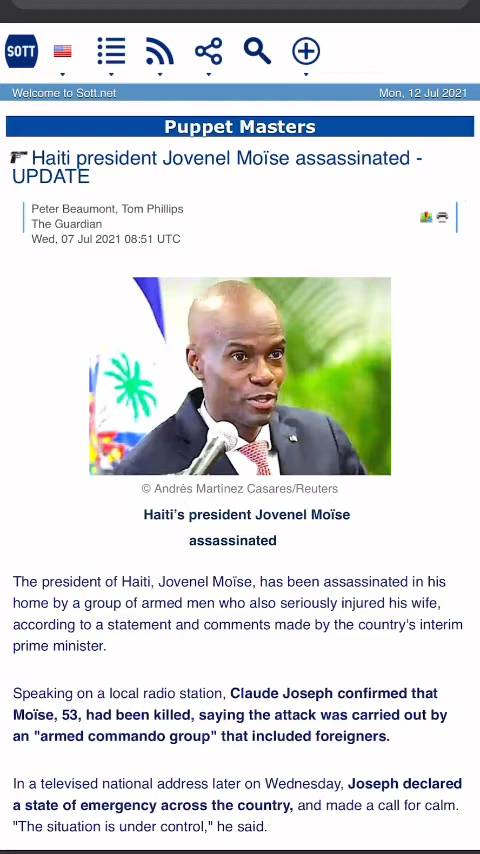 SOTT
Welcome to Sott.net
Mon, 12 Jul 2021
Puppet Masters
Haiti president Jovenel Moïse assassinated -
UPDATE
Peter Beaumont, Tom Phillips
The Guardian
Wed, 07 Jul 2021 08:51 UTC
© Andrés Martínez Casares/Reuters
Haiti's president Jovenel Moïse
assassinated
The president of Haiti, Jovenel Moïse, has been assassinated in his
home by a group of armed men who also seriously injured his wife,
according to a statement and comments made by the country's interim
prime minister.
Speaking on a local radio station, Claude Joseph confirmed that
Moïse, 53, had been killed, saying the attack was carried out by
an "armed commando group" that included foreigners.
In a televised national address later on Wednesday, Joseph declared
a state of emergency across the country, and made a call for calm.
"The situation is under control," he said.